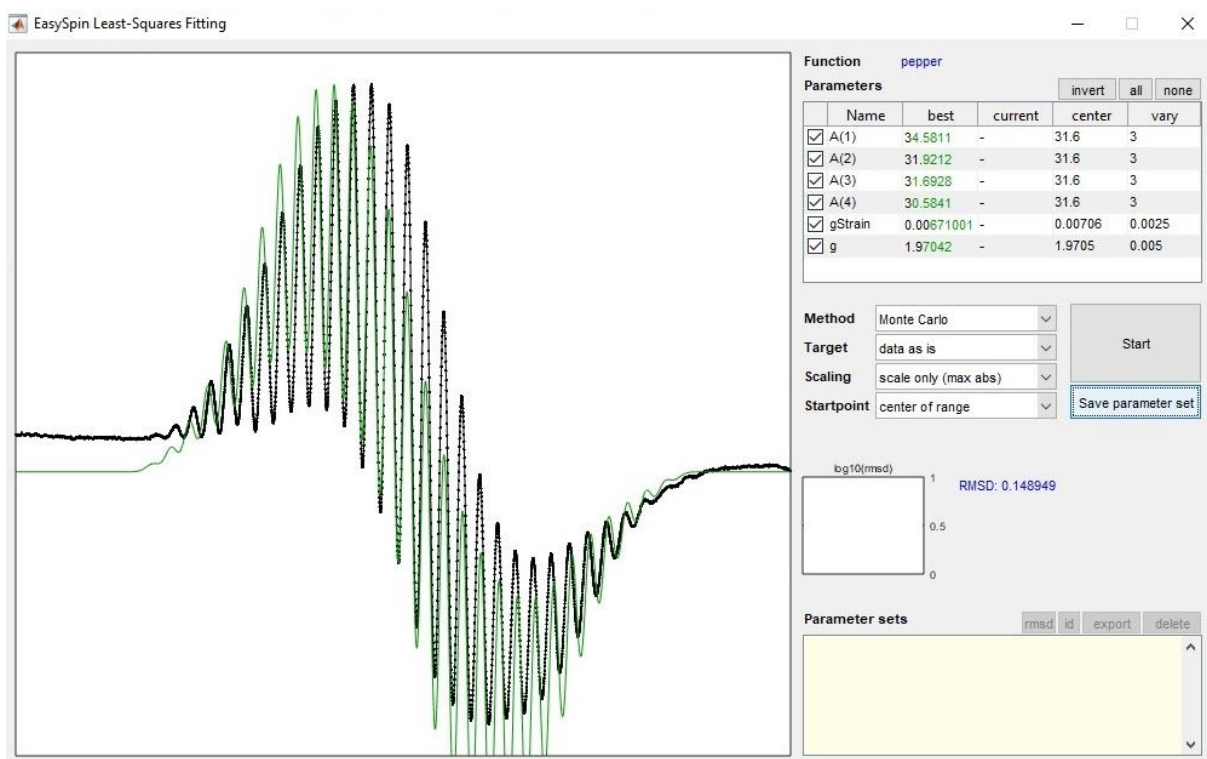 EasySpin Least-Squares Fitting
Function pepper
Parameters invert all none
Name best current center vary
A(1) 34.5811 - 31.6 3
A(2) 31.9212 - 31.6 3
A(3) 31.6928 - 31.6 3
A(4) 30.5841 - 31.6 3
gStrain 0.00671001 - 0.00706 0.0025
g 1.97042 - 1.9705 0.005
Method Monte Carlo
Start
Target data as is
Scaling scale only (max abs)
Save parameter set
Startpoint center of range
log10(rmsd)
1
RMSD: 0.148949
0.5
0
Parameter sets rmsd id export delete